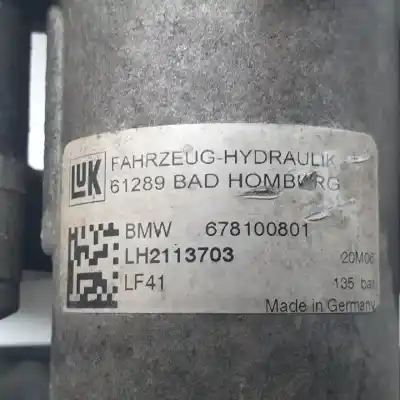 LUK
FAHRZEUG-HYDRAULIK
61289 BAD HOMBURG
BMW 678100801
LH2113703 20M06
LF41 135 bar
Made in Germany